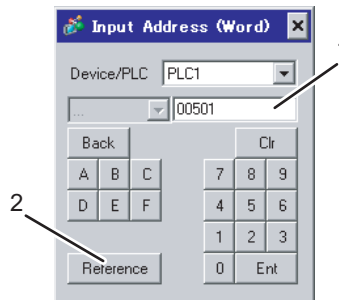 Input Address (Word)
Device/PLC PLC1
... 00501
Back Clr
A B C 7 8 9
D E F 4 5 6
2
1 2 3
Reference 0 Ent